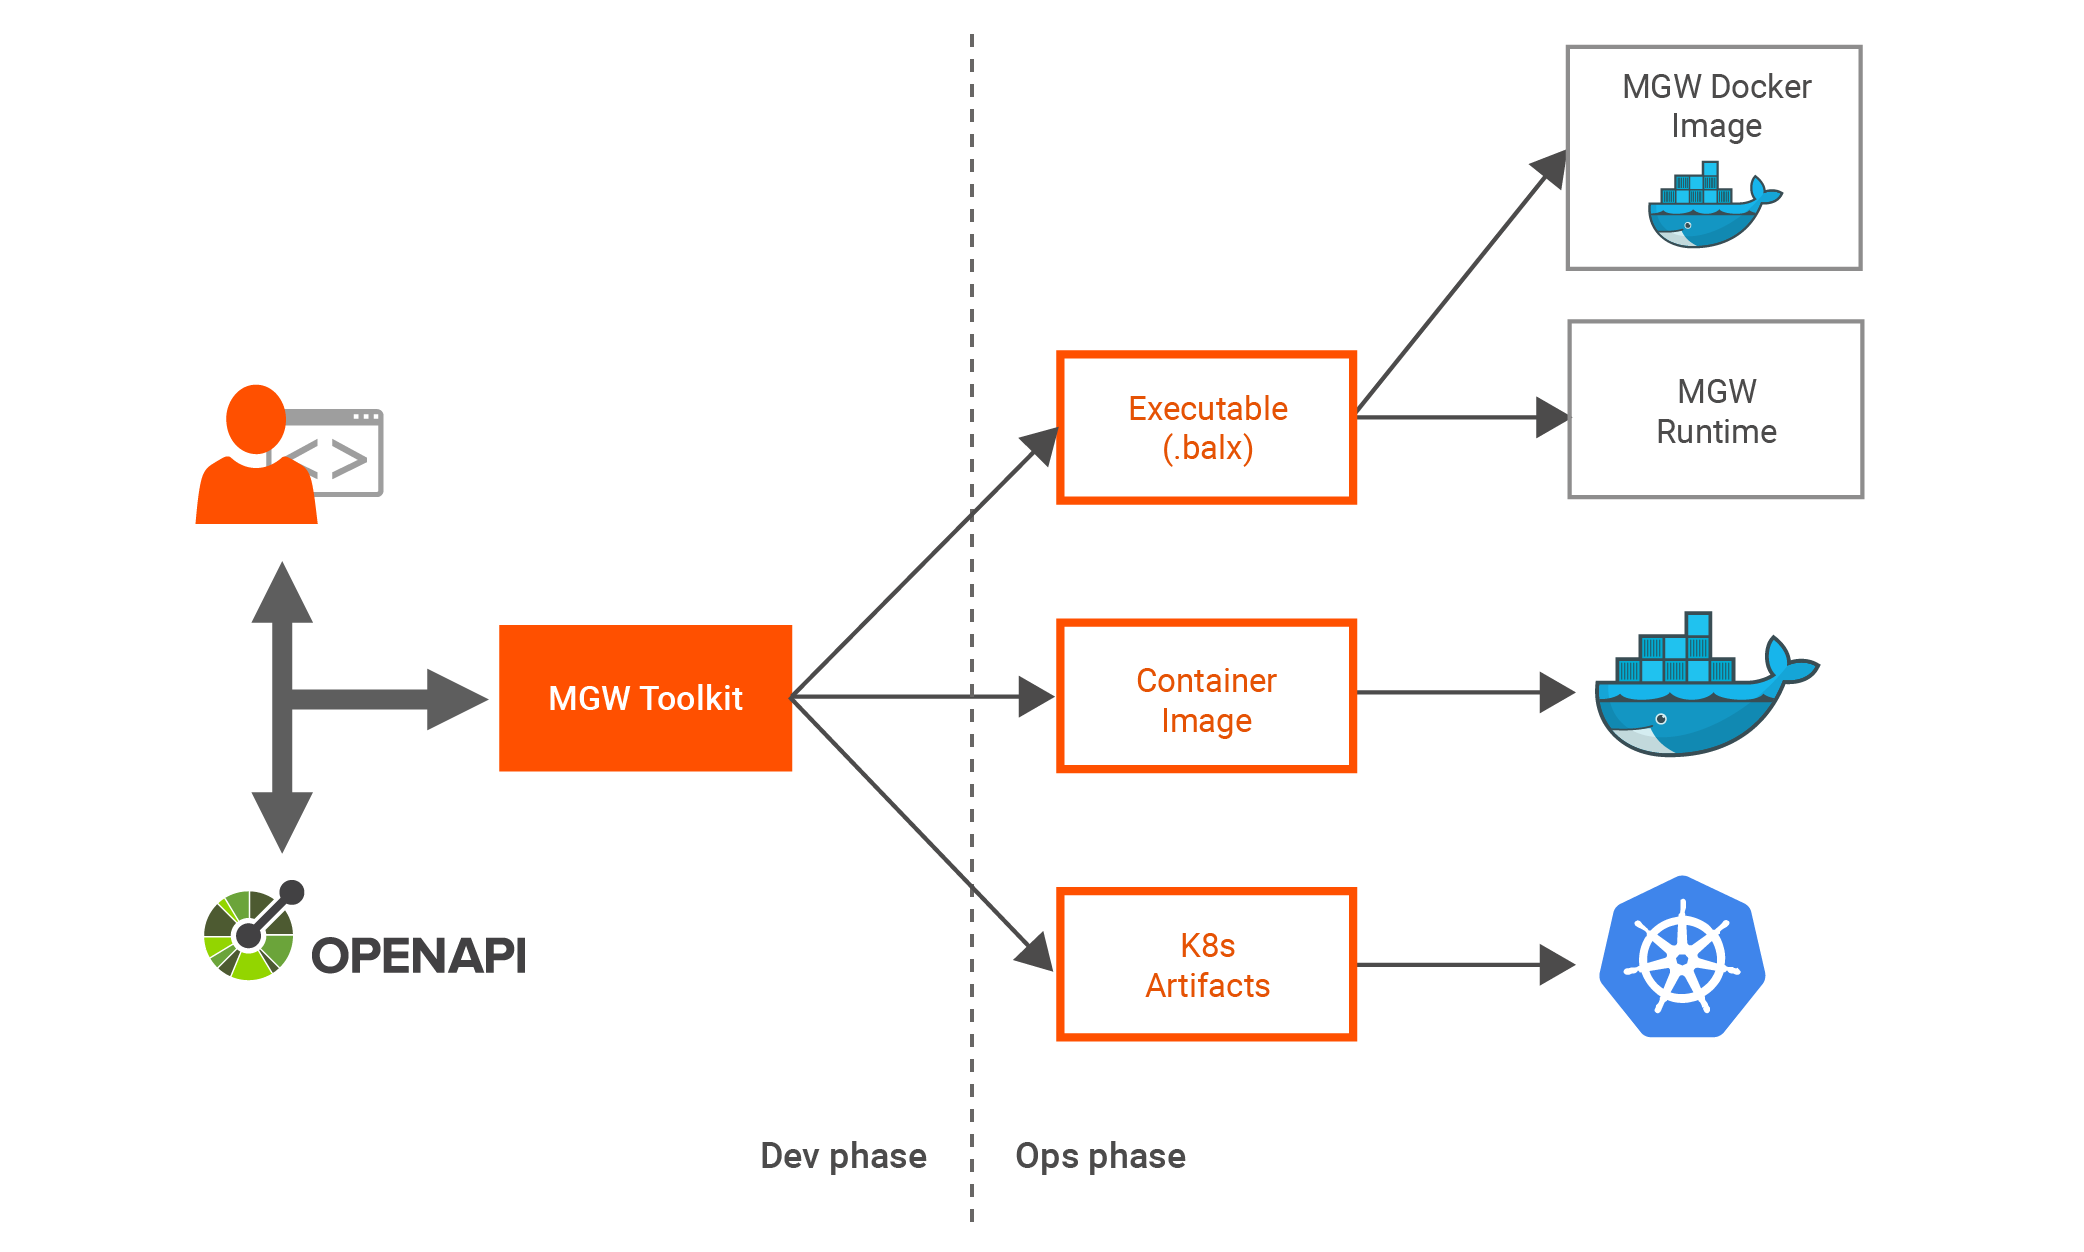 MGW Docker
Image
MGW
Runtime
Executable
(.balx)
< >
MGW Toolkit
Container
Image
OPENAPI
K8s
Artifacts
Dev phase
Ops phase